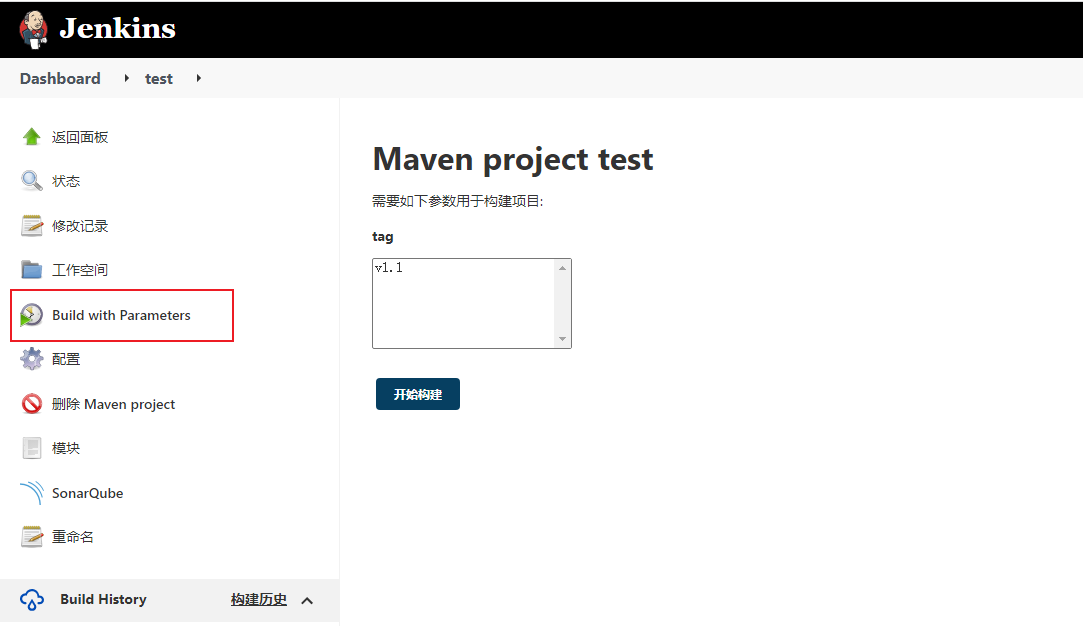 Jenkins
Dashboard
test
返回面板
状态
修改记录
工作空间
Build with Parameters
配置
删除 Maven project
模块
SonarQube
重命名
Build History
构建历史
Maven project test
需要如下参数用于构建项目:
tag
v1.1
开始构建